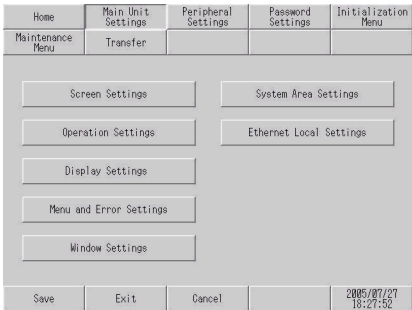 Home
Main Unit
Settings
Peripheral
Settings
Password
Settings
Initialization
Menu
Maintenance
Menu
Transfer
Screen Settings
System Area Settings
Operation Settings
Ethernet Local Settings
Display Settings
Menu and Error Settings
Window Settings
Save
Exit
Cancel
2005/07/27
18:27:52